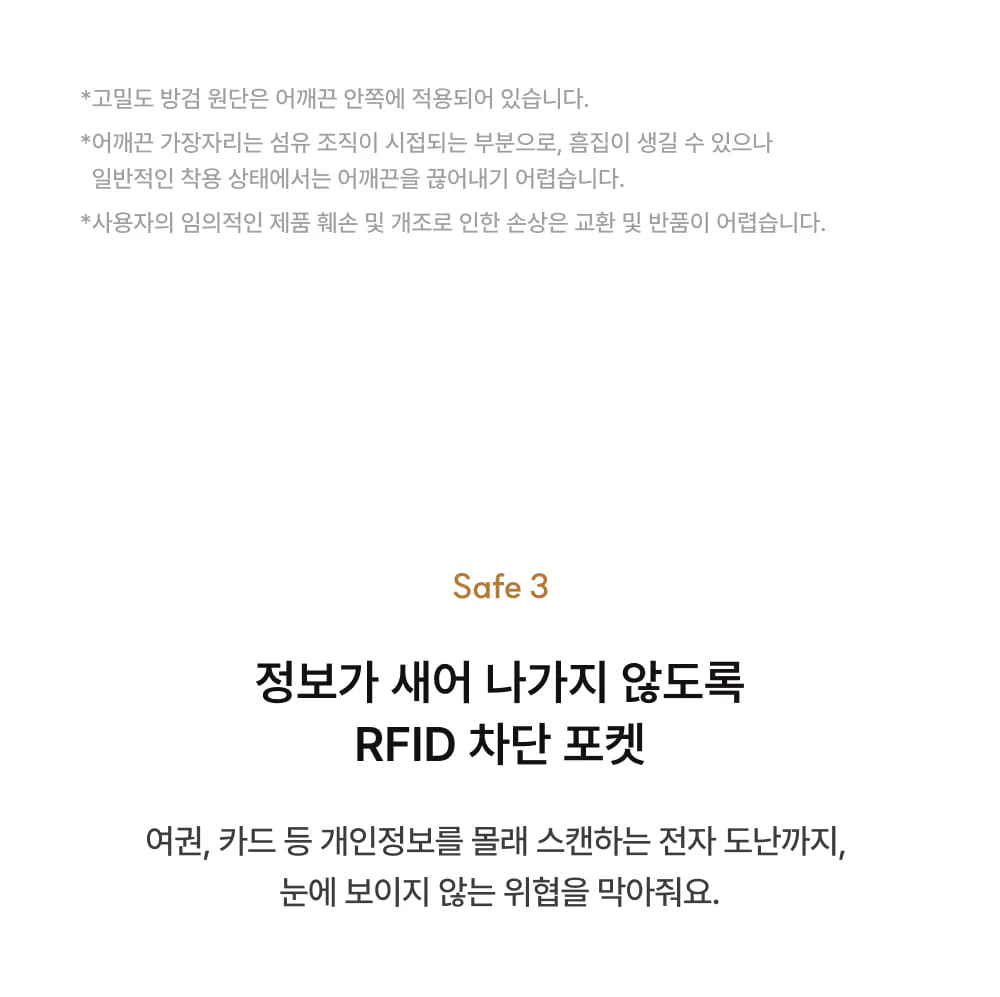 *고밀도 방검 원단은 어깨끈 안쪽에 적용되어 있습니다.
*어깨끈 가장자리는 섬유 조직이 시접되는 부분으로, 흠집이 생길 수 있으나
일반적인 착용 상태에서는 어깨끈을 끊어내기 어렵습니다.
*사용자의 임의적인 제품 훼손 및 개조로 인한 손상은 교환 및 반품이 어렵습니다.
Safe 3
정보가 새어 나가지 않도록
RFID 차단 포켓
여권, 카드 등 개인정보를 몰래 스캔하는 전자 도난까지,
눈에 보이지 않는 위협을 막아줘요.